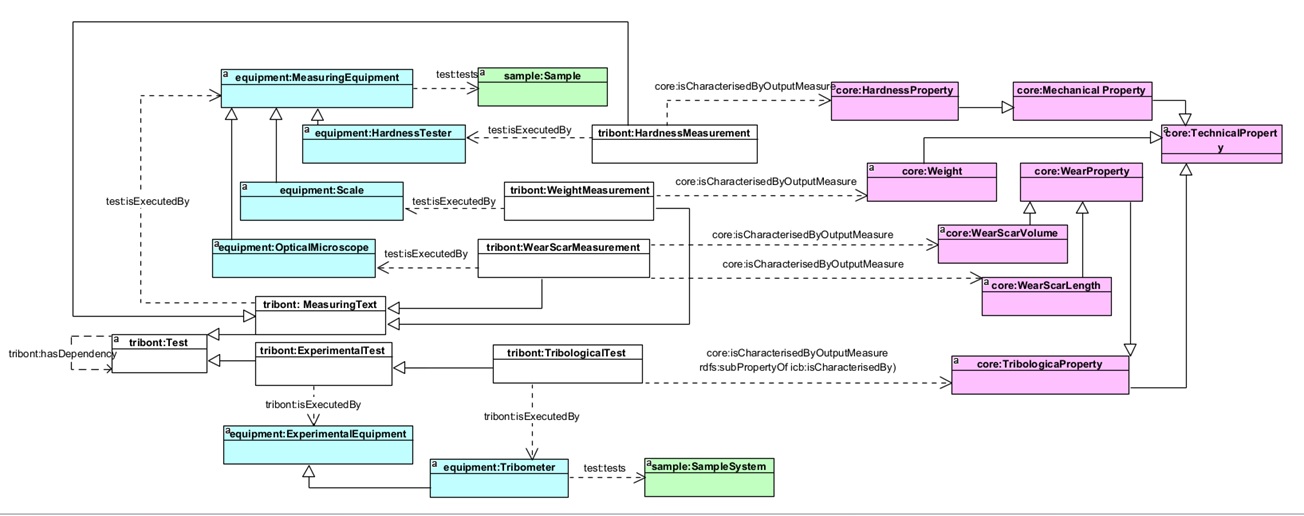 equipment:MeasuringEquipment
a
test:tests
a
sample:Sample
core:isCharacterisedByOutputMeasure
core:HardnessProperty
core:Mechanical Property
a
equipment:HardnessTester
test:isExecutedBy
tribont:HardnessMeasurement
a
core:TechnicalPropert
y
a
equipment:Scale
test:isExecutedBy
tribont:WeightMeasurement
core:isCharacterisedByOutputMeasure
a
core:Weight
core:WearProperty
test:isExecutedBy
a
equipment:OpticalMicroscope
test:isExecutedBy
tribont:WearScarMeasurement
core:isCharacterisedByOutputMeasure
a
core:WearScarVolume
core:isCharacterisedByOutputMeasure
a
core:WearScarLength
tribont: MeasuringText
a
tribont:Test
tribont:hasDependency
tribont:ExperimentalTest
tribont:TribologicalTest
core:isCharacterisedByOutputMeasure
rdfs:subPropertyOf icb:isCharacterisedBy)
a
core:TribologicaProperty
tribont:isExecutedBy
tribont:isExecutedBy
a
equipment:ExperimentalEquipment
a
equipment:Tribometer
test:tests
a
sample:SampleSystem